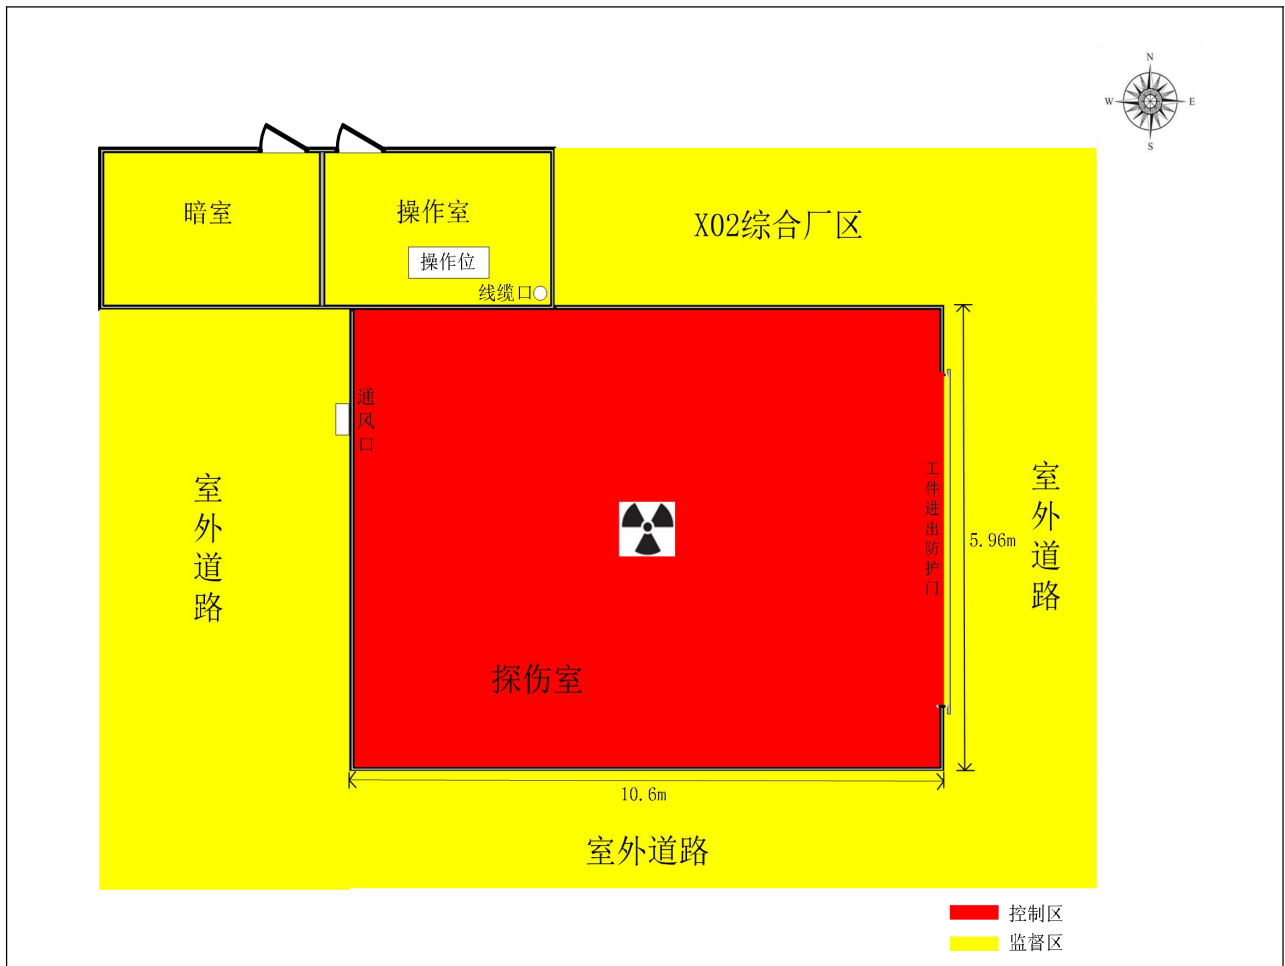 N
W
E
S
暗室
操作室
X02综合厂区
操作位
线缆口
通风口
室外道路
工件进出防护门
5.96m
室外道路
探伤室
10.6m
室外道路
控制区
监督区